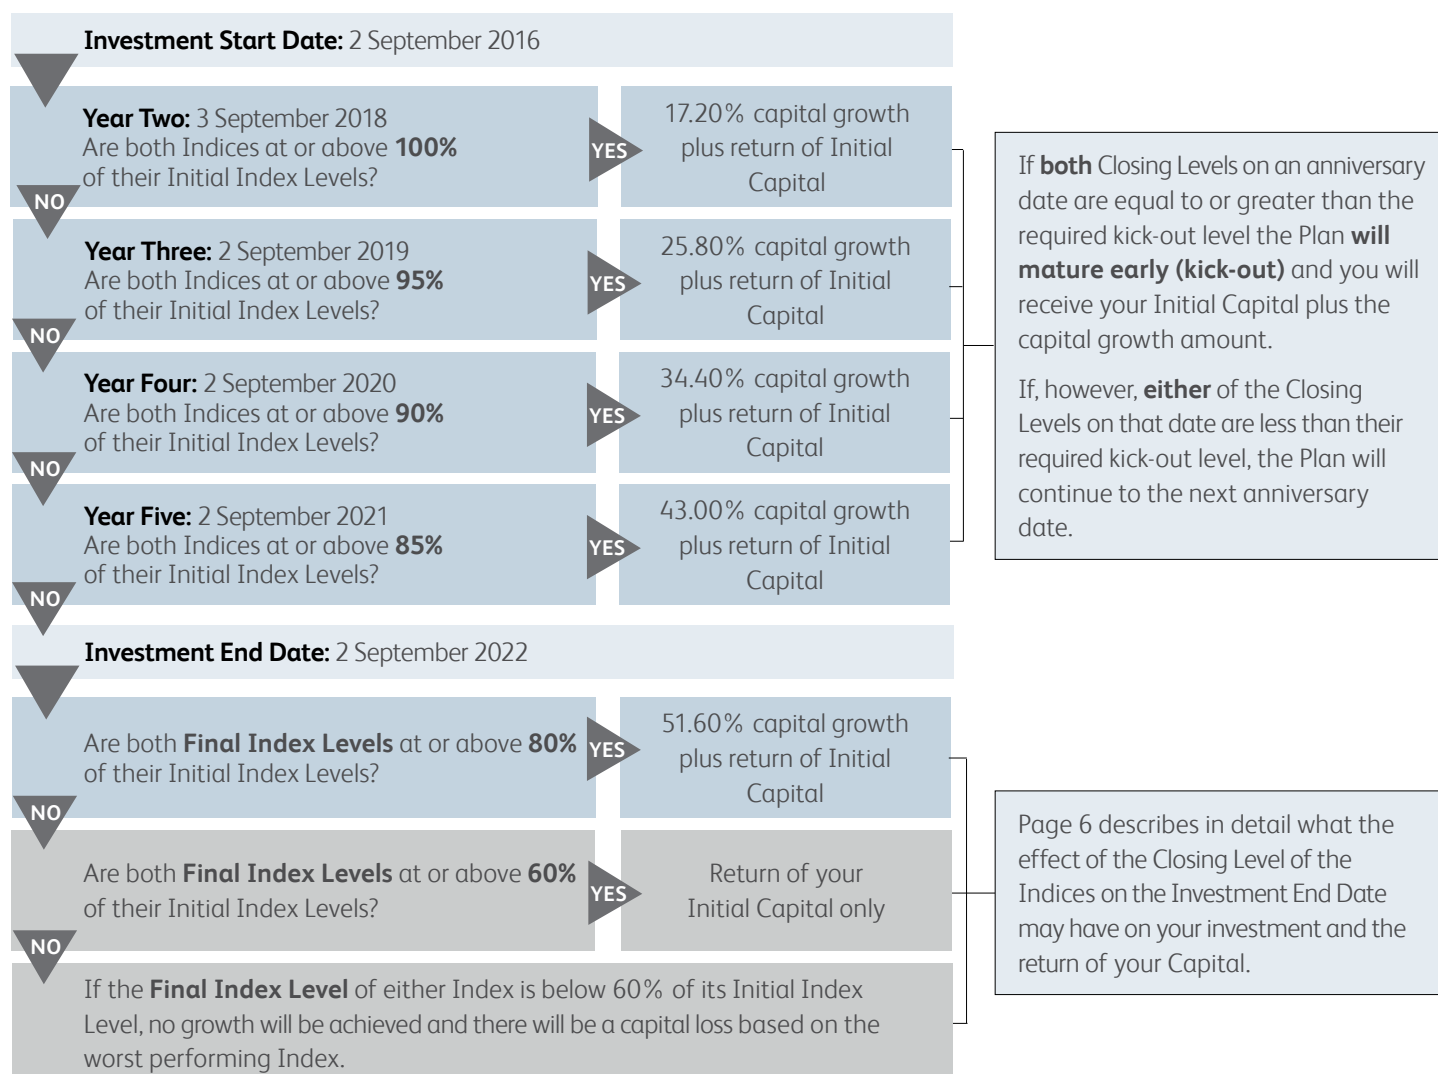 Investment Start Date: 2 September 2016
Year Two: 3 September 2018
Are both Indices at or above 100%
of their Initial Index Levels?
YES
17.20% capital growth
plus return of Initial
Capital
NO
Year Three: 2 September 2019
Are both Indices at or above 95%
of their Initial Index Levels?
YES
25.80% capital growth
plus return of Initial
Capital
NO
Year Four: 2 September 2020
Are both Indices at or above 90%
of their Initial Index Levels?
YES
34.40% capital growth
plus return of Initial
Capital
NO
Year Five: 2 September 2021
Are both Indices at or above 85%
of their Initial Index Levels?
YES
43.00% capital growth
plus return of Initial
Capital
NO
If both Closing Levels on an anniversary
date are equal to or greater than the
required kick-out level the Plan will
mature early (kick-out) and you will
receive your Initial Capital plus the
capital growth amount.
If, however, either of the Closing
Levels on that date are less than their
required kick-out level, the Plan will
continue to the next anniversary
date.
Investment End Date: 2 September 2022
Are both Final Index Levels at or above 80%
of their Initial Index Levels?
YES
51.60% capital growth
plus return of Initial
Capital
NO
Are both Final Index Levels at or above 60%
of their Initial Index Levels?
YES
Return of your
Initial Capital only
NO
If the Final Index Level of either Index is below 60% of its Initial Index
Level, no growth will be achieved and there will be a capital loss based on the
worst performing Index.
Page 6 describes in detail what the
effect of the Closing Level of the
Indices on the Investment End Date
may have on your investment and the
return of your Capital.